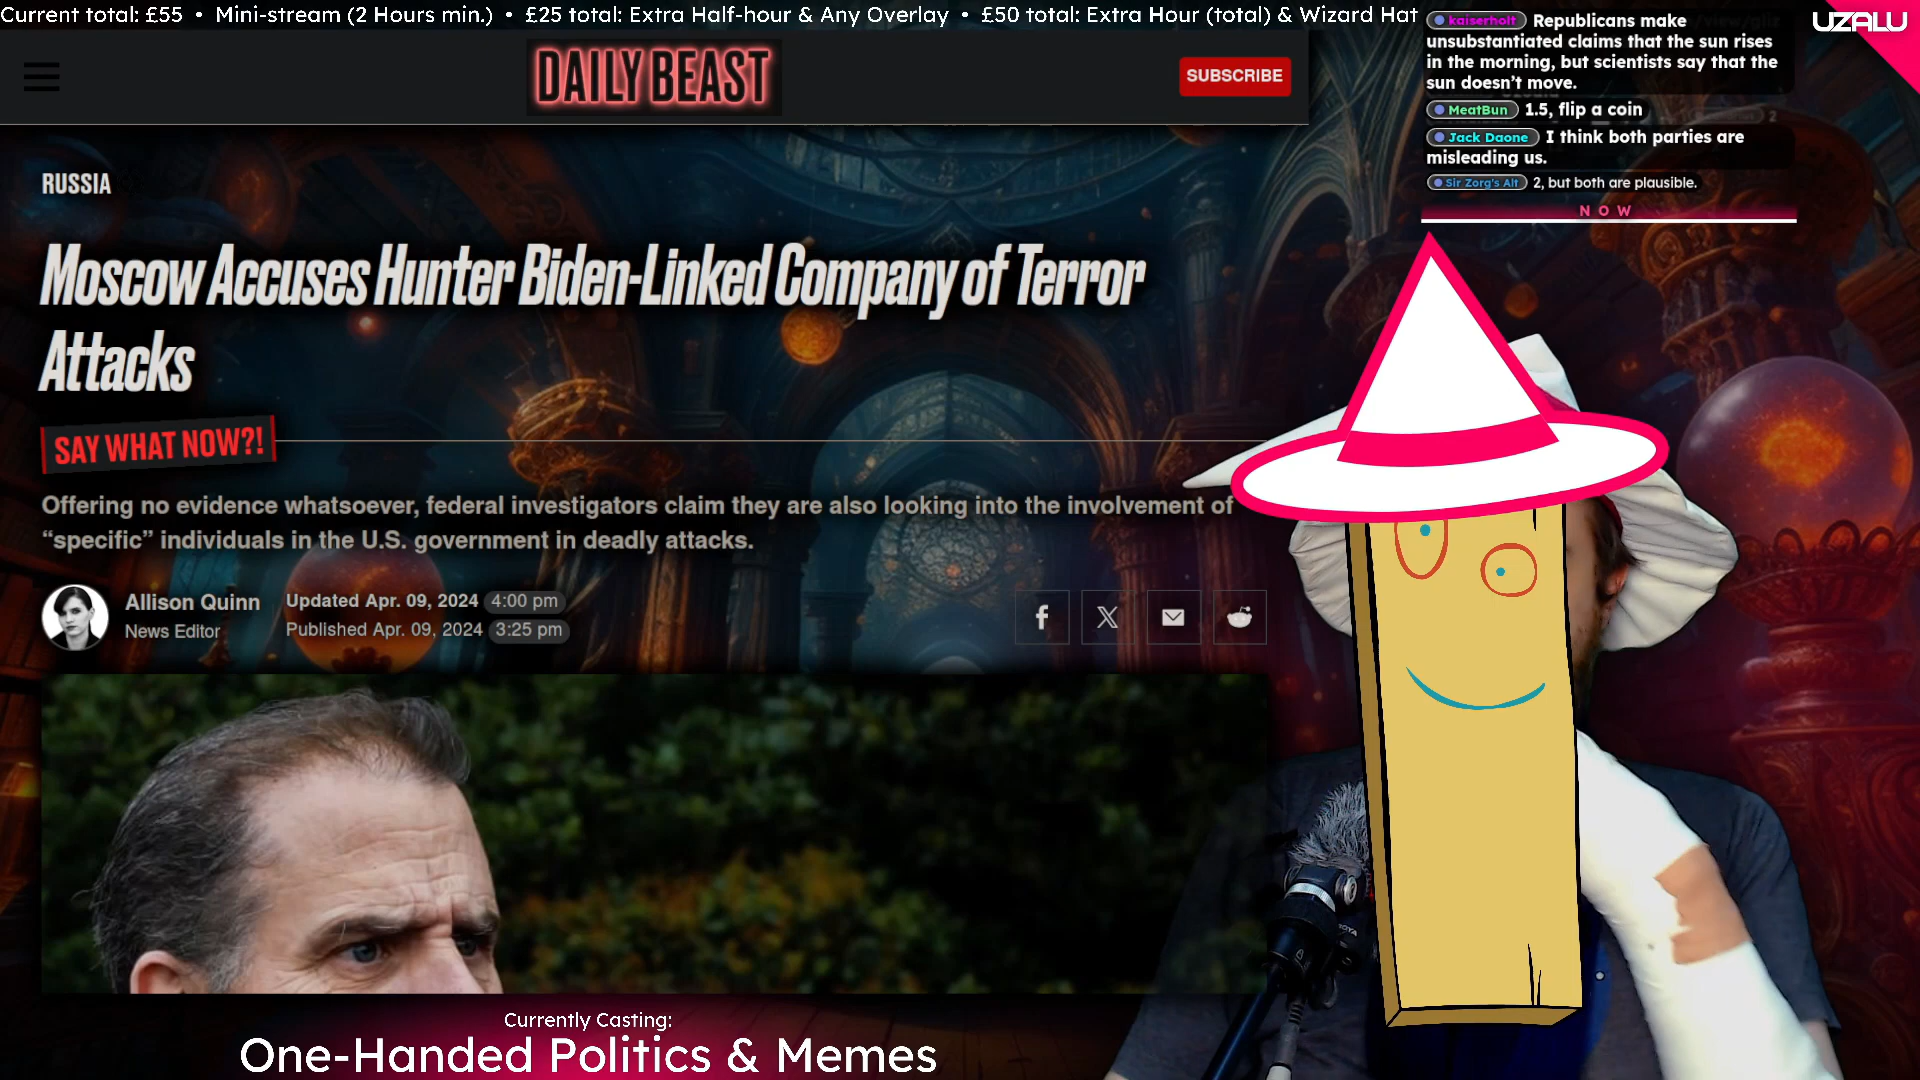 Current total: £55 • Mini-stream (2 Hours min.) • £25 total: Extra Half-hour & Any Overlay • £50 total: Extra Hour (total) & Wizard Hat
UZALU
kaiserholt Republicans make
unsubstantiated claims that the sun rises
in the morning, but scientists say that the
sun doesn't move.
MeatBun 1.5, flip a coin
Jack Daone I think both parties are
misleading us.
Sir Zorg's Alt 2, but both are plausible.
NOW
DAILY BEAST
SUBSCRIBE
RUSSIA
Moscow Accuses Hunter Biden-Linked Company of Terror
Attacks
SAY WHAT NOW?!
Offering no evidence whatsoever, federal investigators claim they are also looking into the involvement of
“specific” individuals in the U.S. government in deadly attacks.
Allison Quinn
News Editor
Updated Apr. 09, 2024 4:00 pm
Published Apr. 09, 2024 3:25 pm
Currently Casting:
One-Handed Politics & Memes